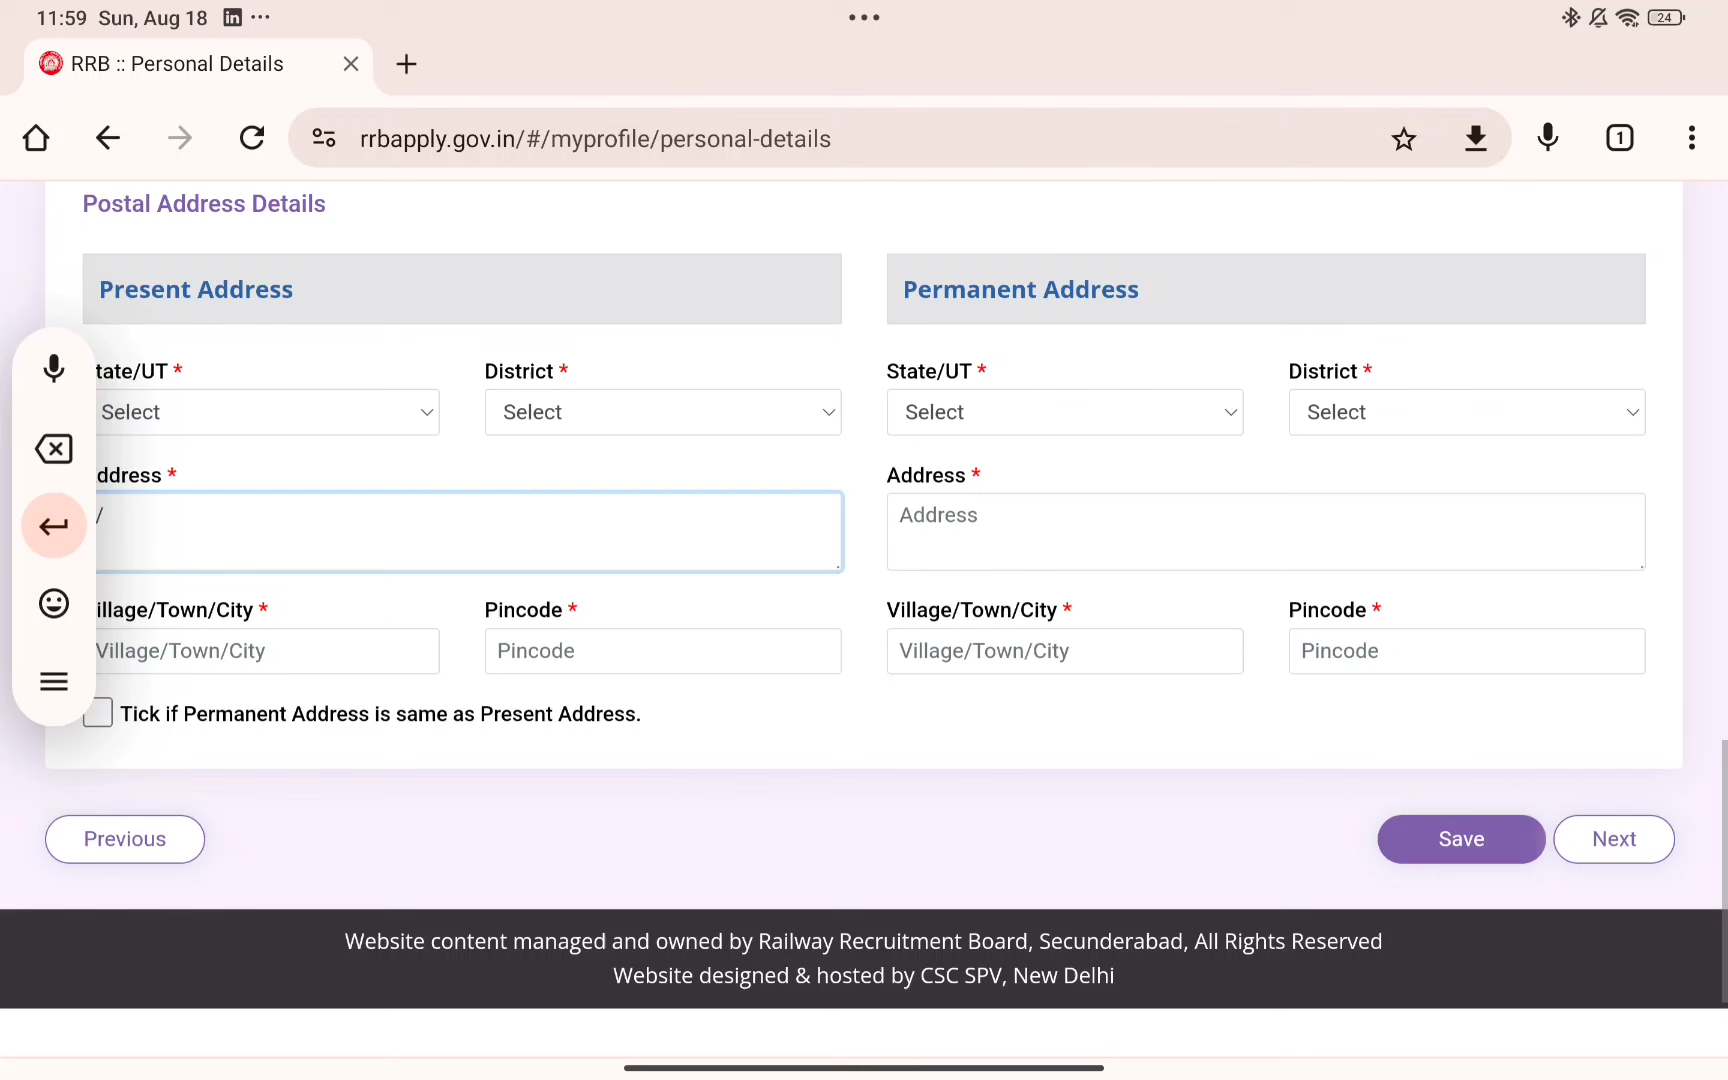 11:59 Sun, Aug 18
24
RRB :: Personal Details
rrbapply.gov.in/#/myprofile/personal-details
1
Postal Address Details
Present Address
Permanent Address
tate/UT * District * State/UT * District *
Select Select Select Select
ddress * Address *
/ Address
illage/Town/City * Pincode * Village/Town/City * Pincode *
Village/Town/City Pincode Village/Town/City Pincode
Tick if Permanent Address is same as Present Address.
Previous Save Next
Website content managed and owned by Railway Recruitment Board, Secunderabad, All Rights Reserved
Website designed & hosted by CSC SPV, New Delhi